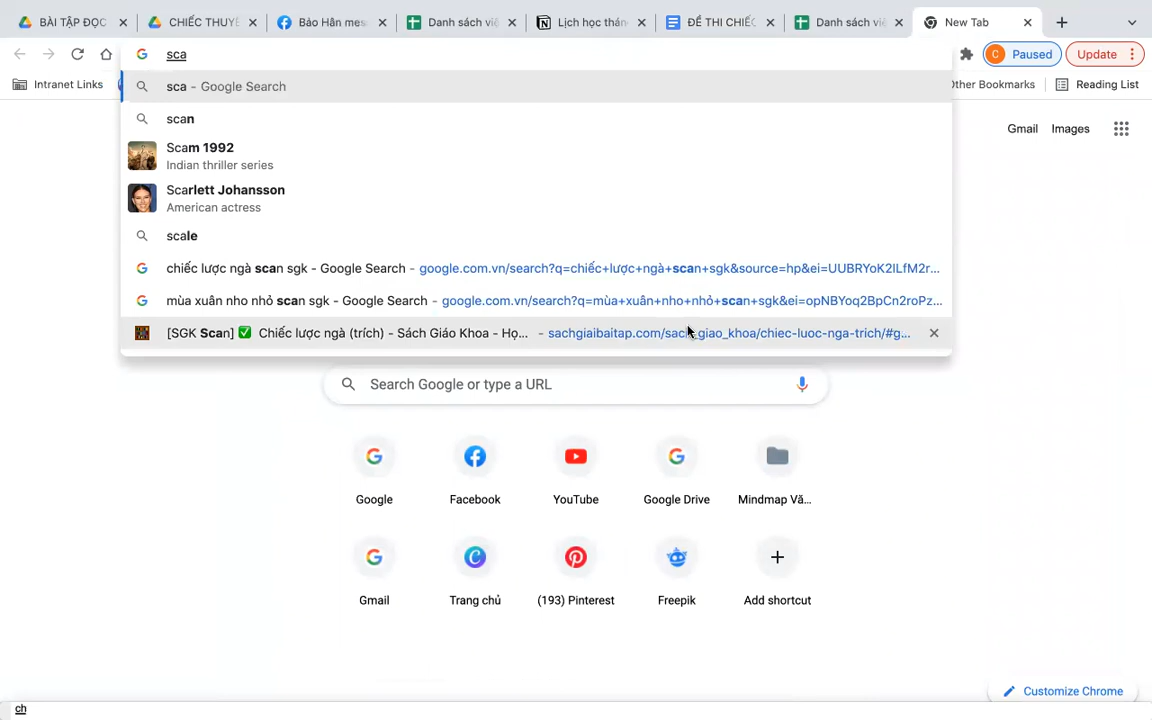 BÀI TẬP ĐỌC
CHIẾC THUYỀ
Bảo Hân mes
Danh sách việ
Lịch học thán
ĐỀ THI CHIẾC
Danh sách việ
New Tab
sca
C
Paused
Update
Intranet Links
Other Bookmarks
Reading List
sca - Google Search
scan
Scam 1992
Indian thriller series
Scarlett Johansson
American actress
scale
chiếc lược ngà scan sgk - Google Search - google.com.vn/search?q=chiếc+lược+ngà+scan+sgk&source=hp&ei=UUBRYoK2ILfM2r...
mùa xuân nho nhỏ scan sgk - Google Search - google.com.vn/search?q=mùa+xuân+nho+nhỏ+scan+sgk&ei=opNBYoq2BpCn2roPz...
[SGK Scan] ✅ Chiếc lược ngà (trích) - Sách Giáo Khoa - Họ... - sachgiaibaitap.com/sach_giao_khoa/chiec-luoc-nga-trich/#g...
Gmail Images
Search Google or type a URL
Google Facebook YouTube Google Drive Mindmap Vă...
Gmail Trang chủ (193) Pinterest Freepik Add shortcut
Customize Chrome
ch